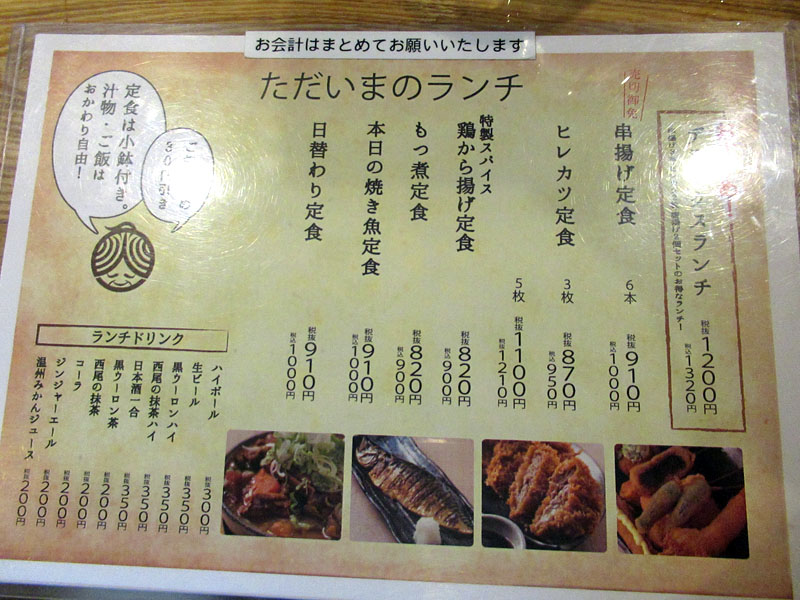 お会計はまとめてお願いいたします
ただいまのランチ
スランチ
個セットのお得なランチ！
税抜1200円
税込1320円
串揚げ定食
6本
税抜910円
税込1000円
ヒレカツ定食
3枚
税抜870円
税込950円
5枚
税抜1100円
税込1210円
特製スパイス
鶏から揚げ定食
税抜820円
税込900円
もつ煮定食
税抜820円
税込900円
本日の焼き魚定食
税抜910円
税込1000円
日替わり定食
税抜910円
税込1000円
定食は小鉢付き。
汁物・ご飯は
おかわり自由！
ランチドリンク
ハイボール 税抜300円
生ビール 税抜350円
黒ウーロンハイ 税抜350円
西尾の抹茶ハイ 税抜350円
日本酒一合 税抜350円
黒ウーロン茶 税抜200円
西尾の抹茶 税抜200円
コーラ 税抜200円
ジンジャーエール 税抜200円
温州みかんジュース 税抜200円